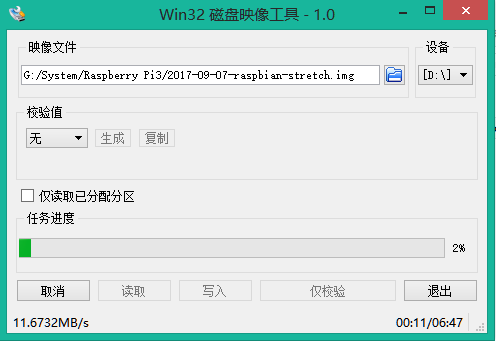 Win32 磁盘映像工具 - 1.0
映像文件
设备
G:/System/Raspberry Pi3/2017-09-07-raspbian-stretch.img
[D:\]
校验值
无
生成
复制
仅读取已分配分区
任务进度
2%
取消
读取
写入
仅校验
退出
11.6732MB/s
00:11/06:47